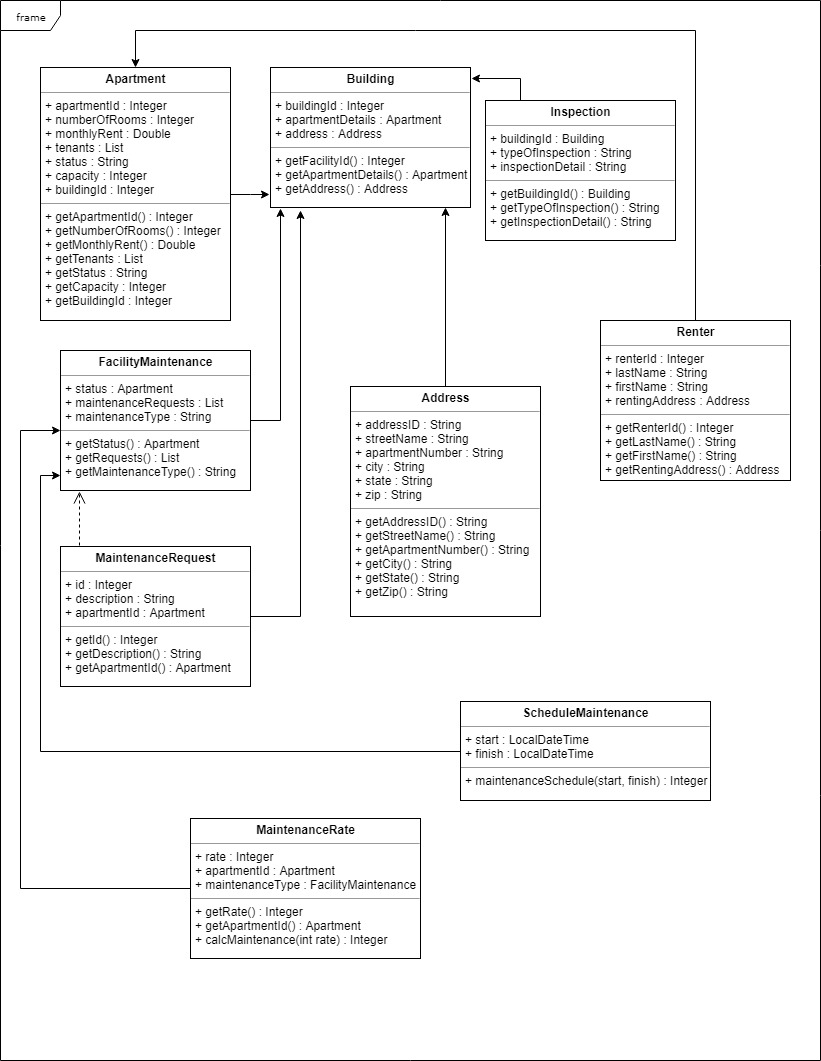 frame
Apartment
+ apartmentId : Integer
+ numberOfRooms : Integer
+ monthlyRent : Double
+ tenants : List
+ status : String
+ capacity : Integer
+ buildingId : Integer
+ getApartmentId() : Integer
+ getNumberOfRooms() : Integer
+ getMonthlyRent() : Double
+ getTenants : List
+ getStatus : String
+ getCapacity : Integer
+ getBuildingId : Integer
Building
+ buildingId : Integer
+ apartmentDetails : Apartment
+ address : Address
+ getFacilityId() : Integer
+ getApartmentDetails() : Apartment
+ getAddress() : Address
Inspection
+ buildingId : Building
+ typeOfInspection : String
+ inspectionDetail : String
+ getBuildingId() : Building
+ getTypeOfInspection() : String
+ getInspectionDetail() : String
Renter
+ renterId : Integer
+ lastName : String
+ firstName : String
+ rentingAddress : Address
+ getRenterId() : Integer
+ getLastName() : String
+ getFirstName() : String
+ getRentingAddress() : Address
FacilityMaintenance
+ status : Apartment
+ maintenanceRequests : List
+ maintenanceType : String
+ getStatus() : Apartment
+ getRequests() : List
+ getMaintenanceType() : String
Address
+ addressID : String
+ streetName : String
+ apartmentNumber : String
+ city : String
+ state : String
+ zip : String
+ getAddressID() : String
+ getStreetName() : String
+ getApartmentNumber() : String
+ getCity() : String
+ getState() : String
+ getZip() : String
MaintenanceRequest
+ id : Integer
+ description : String
+ apartmentId : Apartment
+ getId() : Integer
+ getDescription() : String
+ getApartmentId() : Apartment
ScheduleMaintenance
+ start : LocalDateTime
+ finish : LocalDateTime
+ maintenanceSchedule(start, finish) : Integer
MaintenanceRate
+ rate : Integer
+ apartmentId : Apartment
+ maintenanceType : FacilityMaintenance
+ getRate() : Integer
+ getApartmentId() : Apartment
+ calcMaintenance(int rate) : Integer